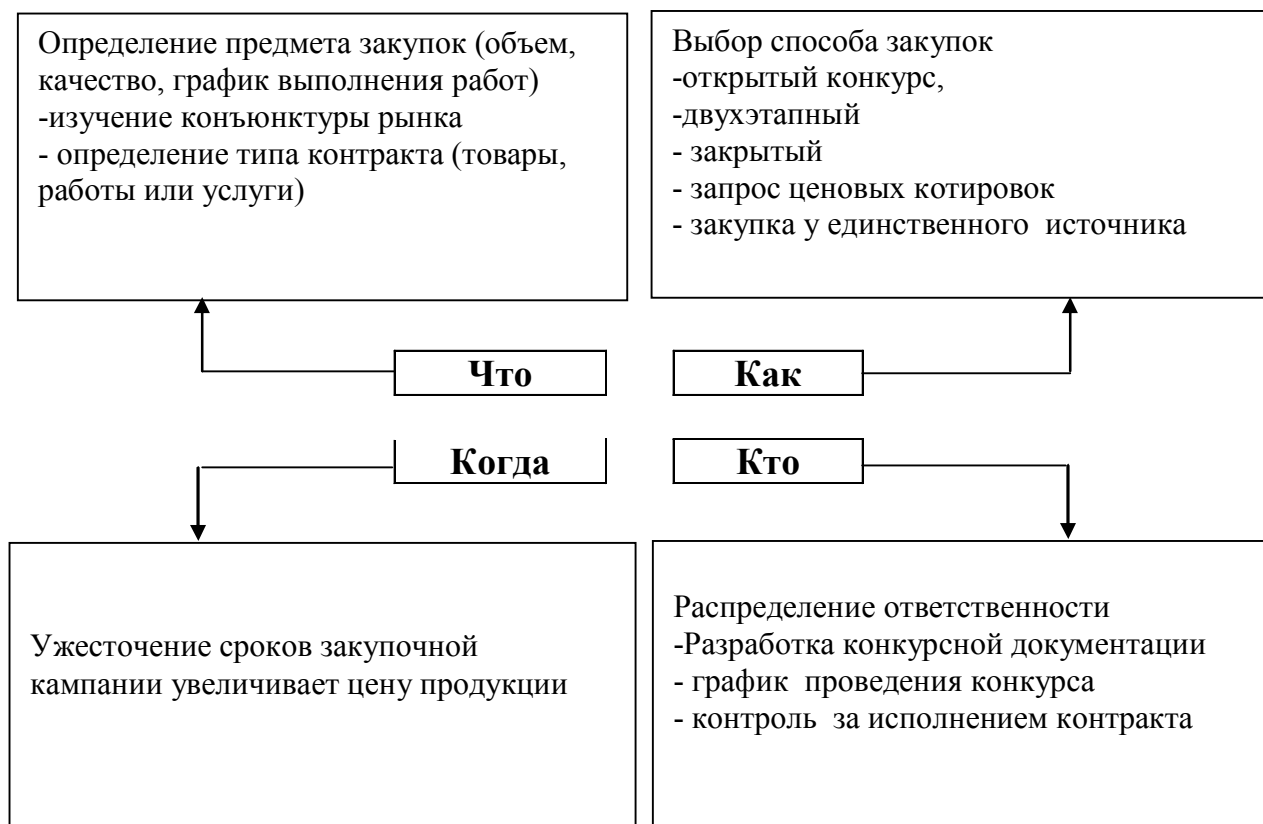 Определение предмета закупок (объем,
качество, график выполнения работ)
-изучение конъюнктуры рынка
- определение типа контракта (товары,
работы или услуги)
Выбор способа закупок
-открытый конкурс,
-двухэтапный
- закрытый
- запрос ценовых котировок
- закупка у единственного источника
Что
Как
Когда
Кто
Ужесточение сроков закупочной
кампании увеличивает цену продукции
Распределение ответственности
-Разработка конкурсной документации
- график проведения конкурса
- контроль за исполнением контракта